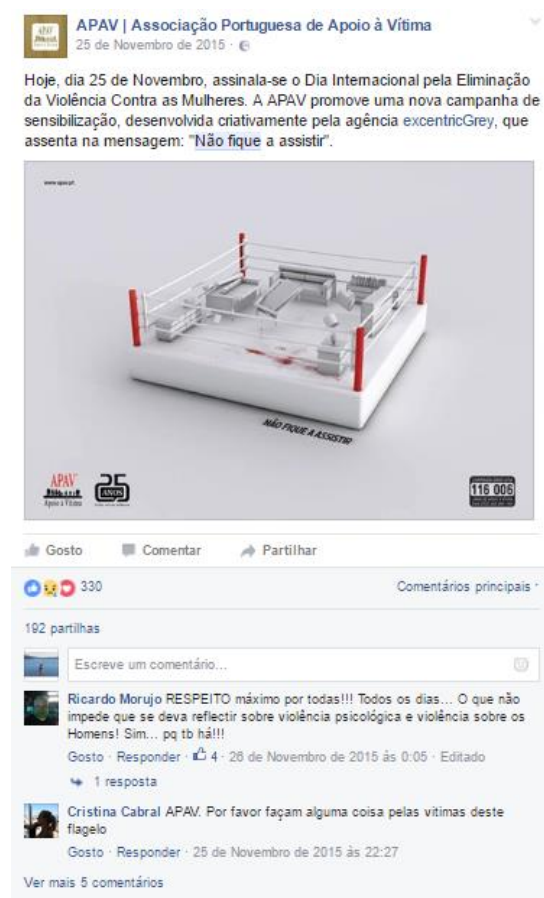 APAV | Associação Portuguesa de Apoio à Vítima
25 de Novembro de 2015 ·
Hoje, dia 25 de Novembro, assinala-se o Dia Internacional pela Eliminação
da Violência Contra as Mulheres. A APAV promove uma nova campanha de
sensibilização, desenvolvida criativamente pela agência excentricGrey, que
assenta na mensagem: "Não fique a assistir".
www.apav.pt
NÃO FIQUE A ASSISTIR
APAV
Apoio à Vítima
25
ANOS
116 006
Gosto Comentar Partilhar
330 Comentários principais
192 partilhas
Escreve um comentário...
Ricardo Morujo RESPEITO máximo por todas!!! Todos os dias... O que não
impede que se deva reflectir sobre violência psicológica e violência sobre os
Homens! Sim... pq tb há!!!
Gosto · Responder · 4 · 26 de Novembro de 2015 às 0:05 · Editado
1 resposta
Cristina Cabral APAV. Por favor façam alguma coisa pelas vitimas deste
flagelo
Gosto · Responder · 25 de Novembro de 2015 às 22:27
Ver mais 5 comentários